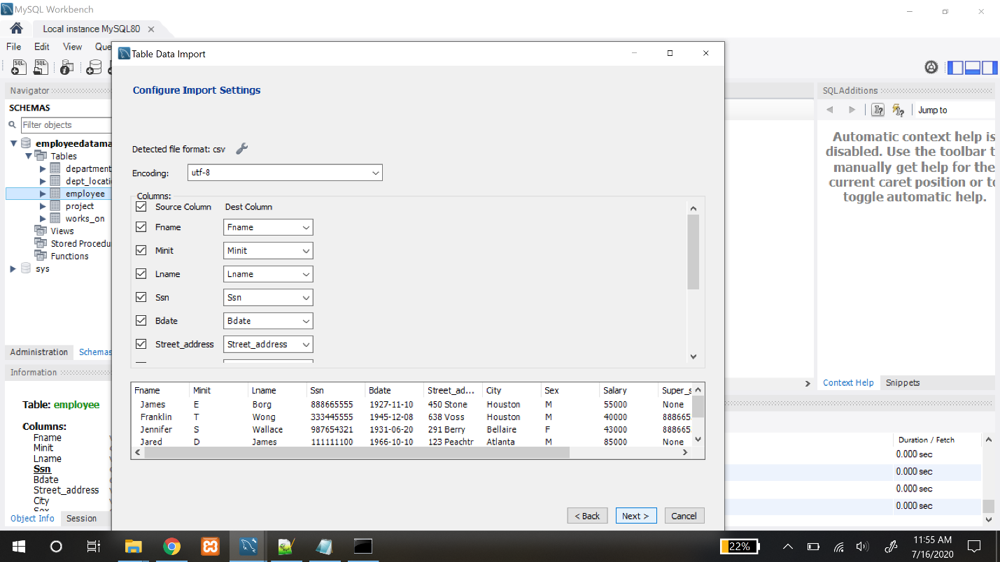 MySQL Workbench
Local instance MySQL80
File Edit View Que
Table Data Import
SQL SQL
Configure Import Settings
Navigator
SQLAdditions
SCHEMAS
Jump to
Filter objects
Automatic context help is
disabled. Use the toolbar t
manually get help for the
current caret position or to
toggle automatic help.
employeedatama
Tables
department
dept_locati
employee
project
works_on
Views
Stored Procedu
Functions
sys
Detected file format: csv
Encoding: utf-8
Columns:
Source Column Dest Column
Fname Fname
Minit Minit
Lname Lname
Ssn Ssn
Bdate Bdate
Street_address Street_address
Administration Schemas
Information
Context Help Snippets
Fname Minit Lname Ssn Bdate Street_ad... City Sex Salary Super_s
James E Borg 888665555 1927-11-10 450 Stone Houston M 55000 None
Franklin T Wong 333445555 1945-12-08 638 Voss Houston M 40000 888665
Jennifer S Wallace 987654321 1931-06-20 291 Berry Bellaire F 43000 888665
Jared D James 111111100 1966-10-10 123 Peachtr Atlanta M 85000 None
Table: employee
Columns:
Fname
Minit
Lname
Ssn
Bdate
Street_address
City
Sex
Duration / Fetch
0.000 sec
0.000 sec
0.000 sec
0.000 sec
Object Info Session
< Back Next > Cancel
22%
11:55 AM
7/16/2020